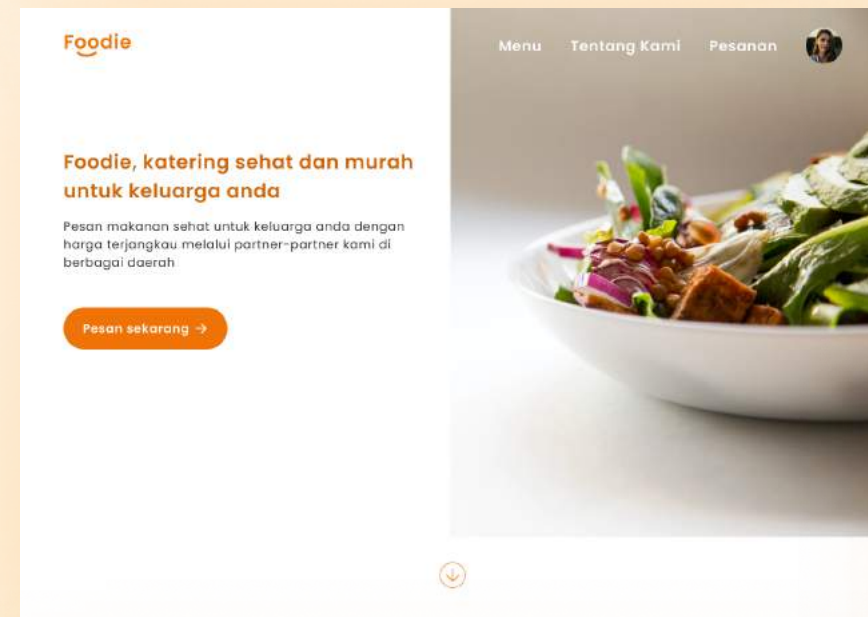 Foodie
Menu Tentang Kami Pesanan
Foodie, katering sehat dan murah
untuk keluarga anda
Pesan makanan sehat untuk keluarga anda dengan
harga terjangkau melalui partner-partner kami di
berbagai daerah
Pesan sekarang →